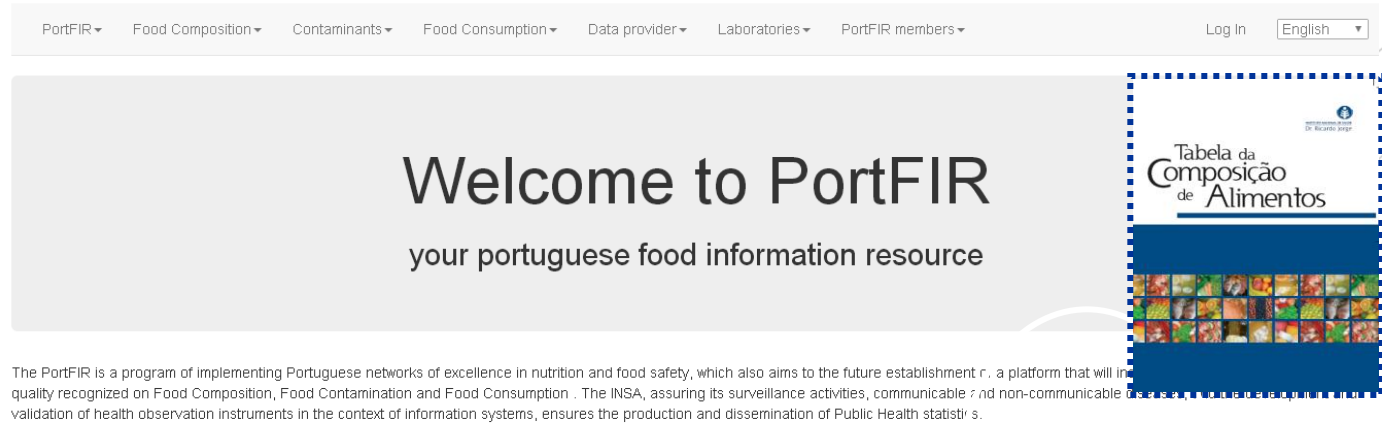 PortFIR Food Composition Contaminants Food Consumption Data provider Laboratories PortFIR members Log In English
Welcome to PortFIR
your portuguese food information resource
Dr. Ricardo Jorge
Tabela da
Composição
de Alimentos
The PortFIR is a program of implementing Portuguese networks of excellence in nutrition and food safety, which also aims to the future establishment a platform that will
quality recognized on Food Composition, Food Contamination and Food Consumption . The INSA, assuring its surveillance activities, communicable and non-communicable
validation of health observation instruments in the context of information systems, ensures the production and dissemination of Public Health statistics.